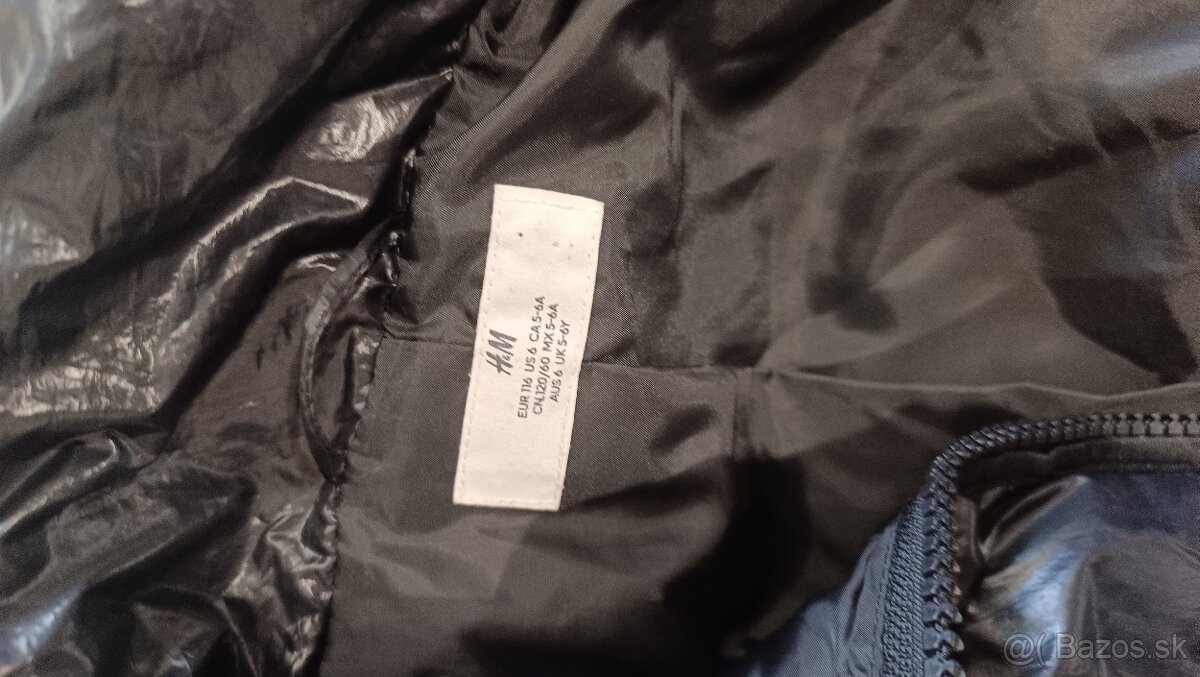 H&M
EUR 116 US 6 CA 5-6A
CN.120/60 MX 5-6A
AUS 6 UK 5-6Y
@( Bazos.sk